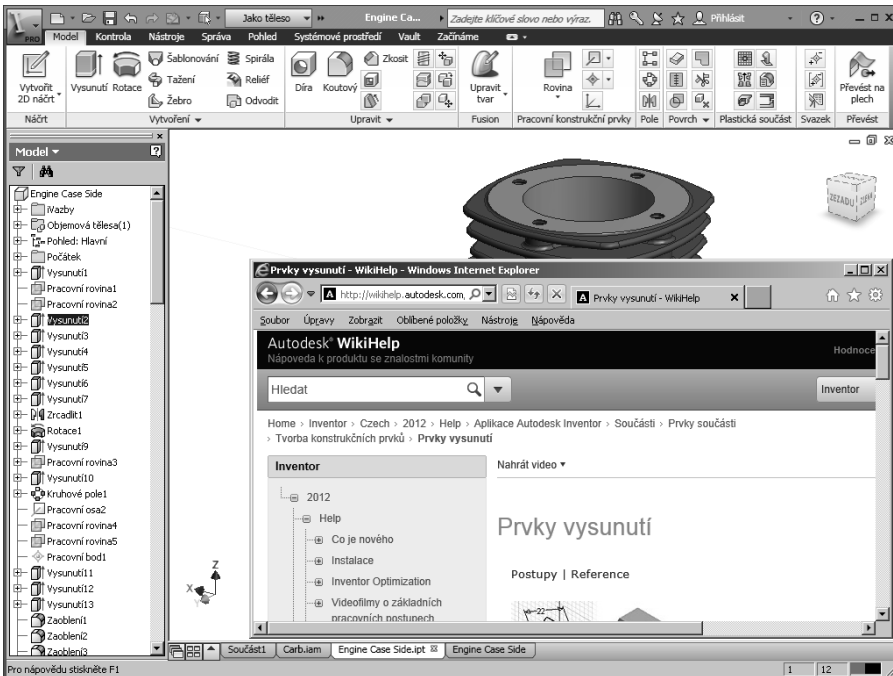 PRO
Jako těleso
Engine Ca...
Zadejte klíčové slovo nebo výraz.
Přihlásit
Model Kontrola Nástroje Správa Pohled Systémové prostředí Vault Začínáme
Vytvořit
2D náčrt
Vysunutí Rotace
Šablonování
Tažení
Žebro
Spirála
Reliéf
Odvodit
Díra Koutový
Zkosit
Upravit
tvar
Rovina
Převést na
plech
Náčrt Vytvoření Upravit Fusion Pracovní konstrukční prvky Pole Povrch Plastická součást Svazek Převést
Model
Engine Case Side
iVazby
Objemová tělesa(1)
Pohled: Hlavní
Počátek
Vysunutí1
Pracovní rovina1
Pracovní rovina2
Vysunutí2
Vysunutí3
Vysunutí4
Vysunutí5
Vysunutí6
Vysunutí7
Zrcadlit1
Rotace1
Vysunutí9
Pracovní rovina3
Vysunutí10
Kruhové pole1
Pracovní osa2
Pracovní rovina4
Pracovní rovina5
Pracovní bod1
Vysunutí11
Vysunutí12
Vysunutí13
Zaoblení1
Zaoblení2
Zaoblení3
ZEZADU
ZLEVA
Z
X
Y
Prvky vysunutí - WikiHelp - Windows Internet Explorer
http://wikihelp.autodesk.com,
Prvky vysunutí - WikiHelp
Soubor Úpravy Zobrazit Oblíbené položky Nástroje Nápověda
Autodesk® WikiHelp
Nápoveda k produktu se znalostmi komunity
Hodnoce
Hledat
Inventor
Home › Inventor › Czech › 2012 › Help › Aplikace Autodesk Inventor › Součásti › Prvky součásti
› Tvorba konstrukčních prvků › Prvky vysunutí
Inventor
2012
Help
Co je nového
Instalace
Inventor Optimization
Videofilmy o základních
pracovních postupech
Nahrát video
Prvky vysunutí
Postupy | Reference
22
Součást1 Carb.iam Engine Case Side.ipt Engine Case Side
Pro nápovědu stiskněte F1
1 12